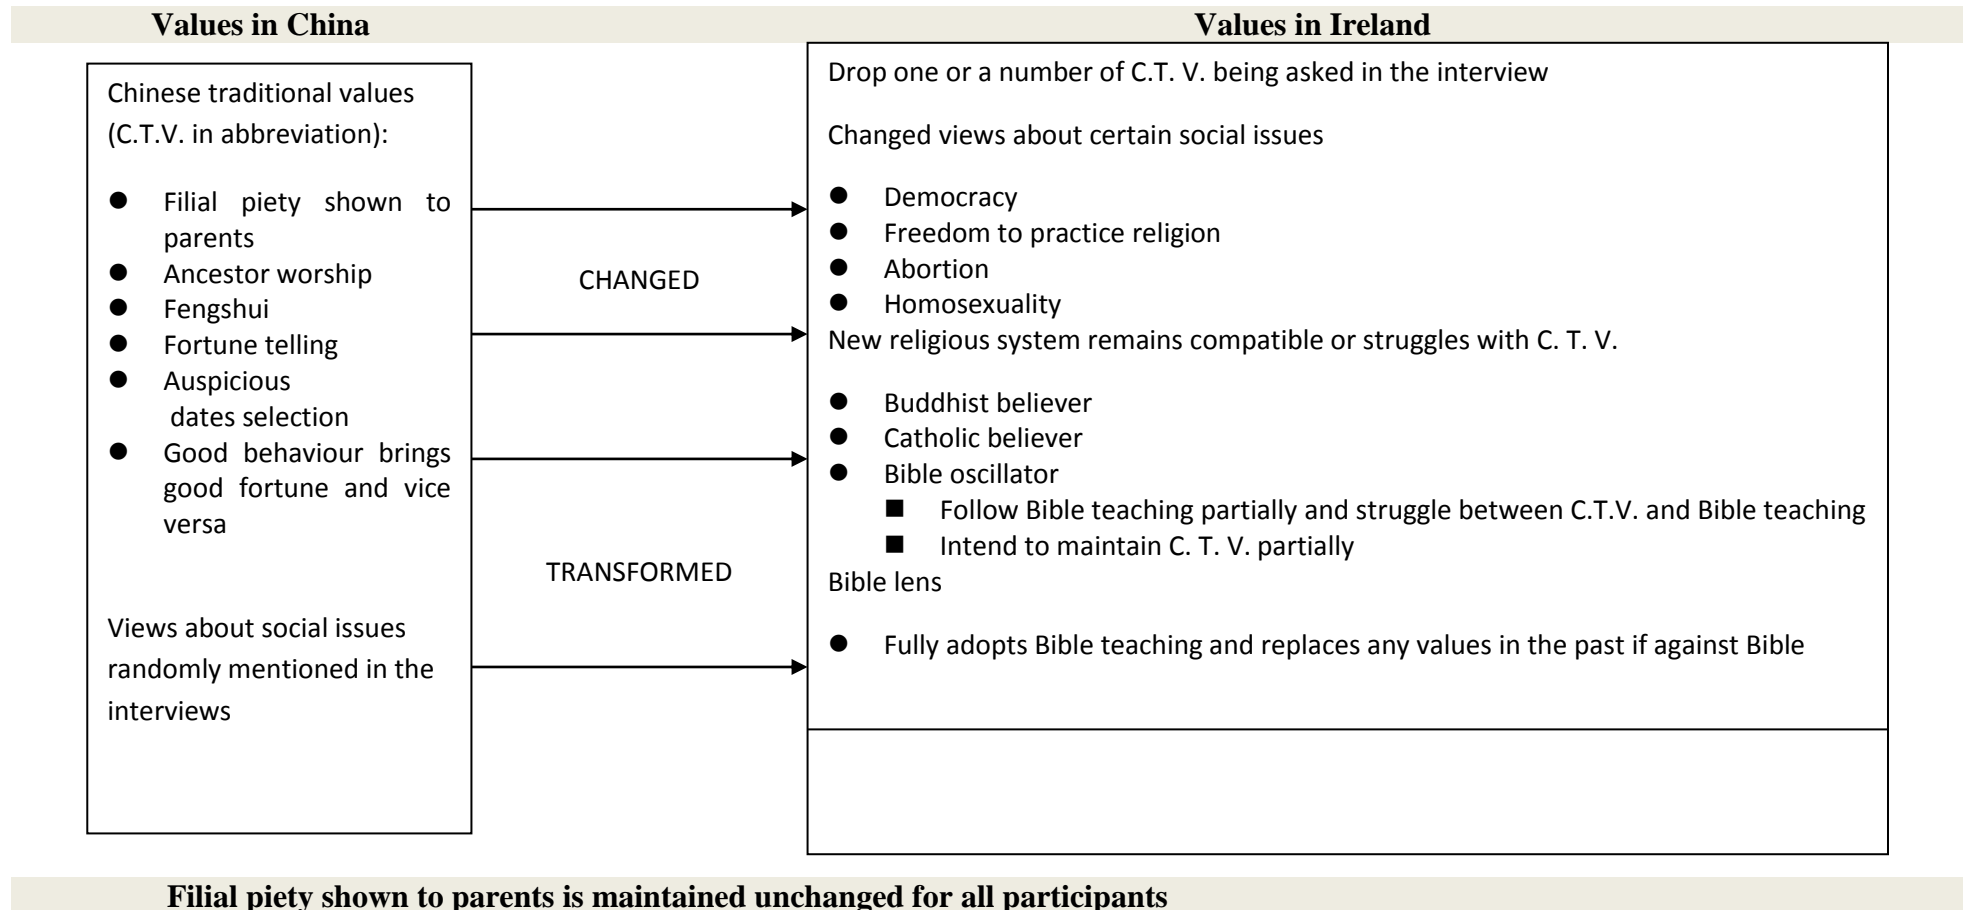 Values in China
Values in Ireland
Chinese traditional values
(C.T.V. in abbreviation):
● Filial piety shown to
parents
● Ancestor worship
● Fengshui
● Fortune telling
● Auspicious
dates selection
● Good behaviour brings
good fortune and vice
versa
Views about social issues
randomly mentioned in the
interviews
CHANGED
TRANSFORMED
Drop one or a number of C.T. V. being asked in the interview
Changed views about certain social issues
● Democracy
● Freedom to practice religion
● Abortion
● Homosexuality
New religious system remains compatible or struggles with C. T. V.
● Buddhist believer
● Catholic believer
● Bible oscillator
■ Follow Bible teaching partially and struggle between C.T.V. and Bible teaching
■ Intend to maintain C. T. V. partially
Bible lens
● Fully adopts Bible teaching and replaces any values in the past if against Bible
Filial piety shown to parents is maintained unchanged for all participants